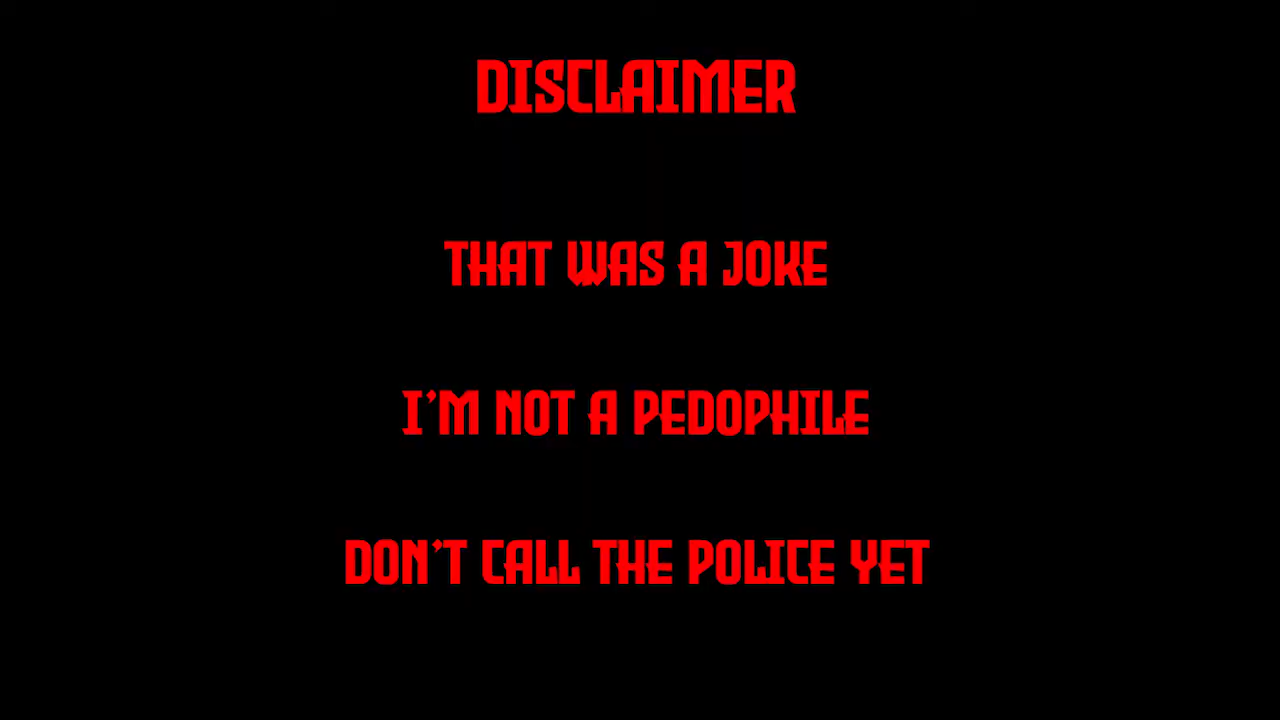 DISCLAIMER
THAT WAS A JOKE
I'M NOT A PEDOPHILE
DON'T CALL THE POLICE YET